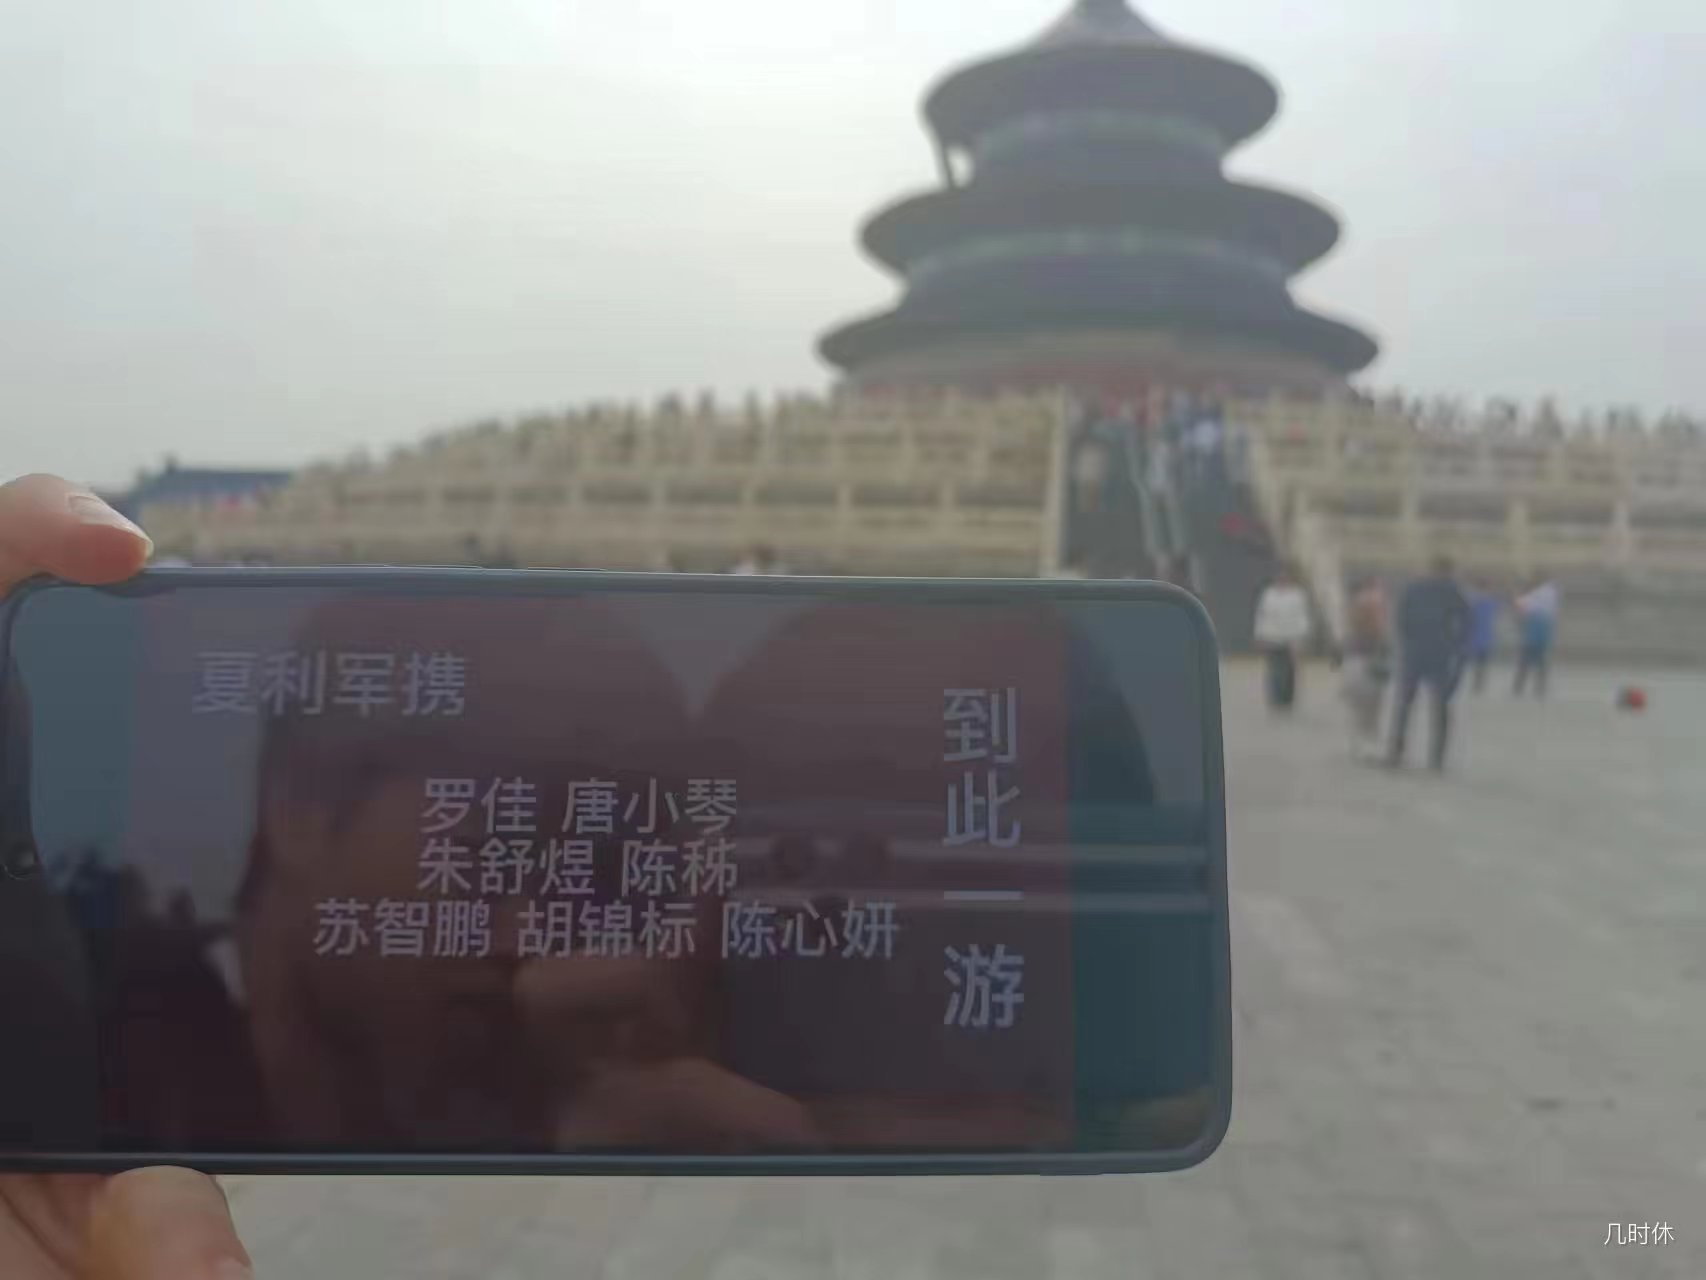 夏利军携
罗佳 唐小琴
朱舒煜 陈秭
苏智鹏 胡锦标 陈心妍
到此一游
几时休